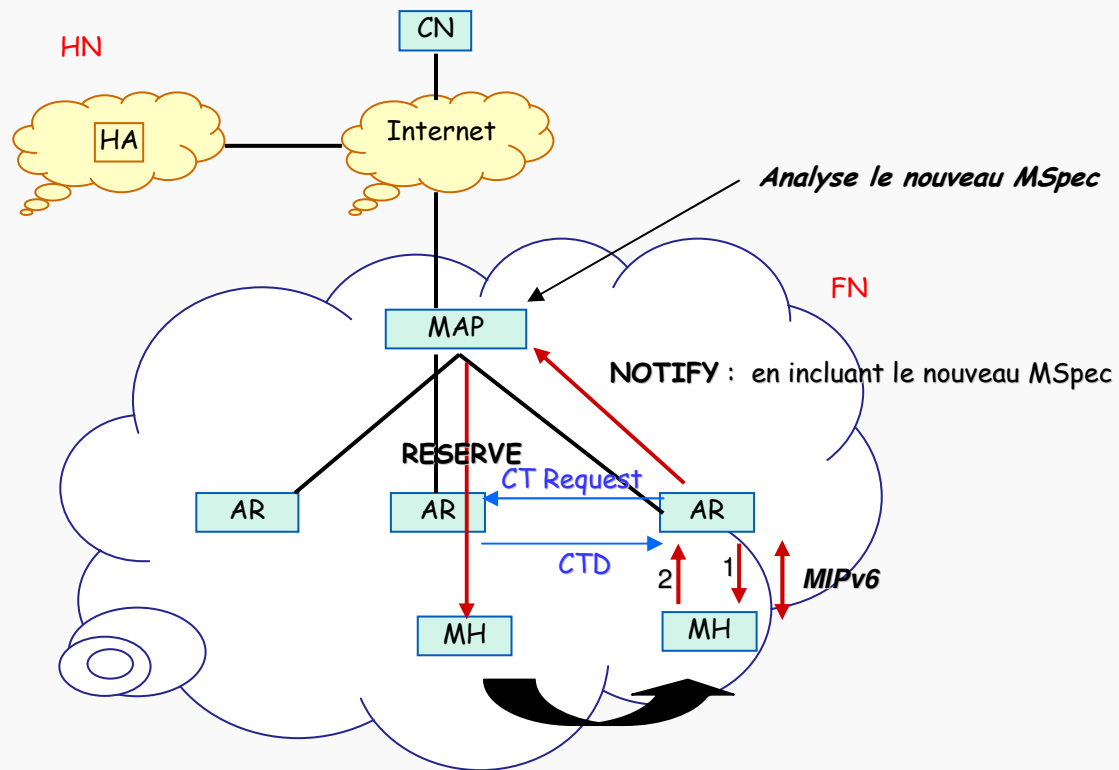 CN
HN
HA
Internet
Analyse le nouveau MSpec
FN
MAP
NOTIFY : en incluant le nouveau MSpec
RESERVE
CT Request
AR
AR
AR
CTD
2
1
MIPv6
MH
MH